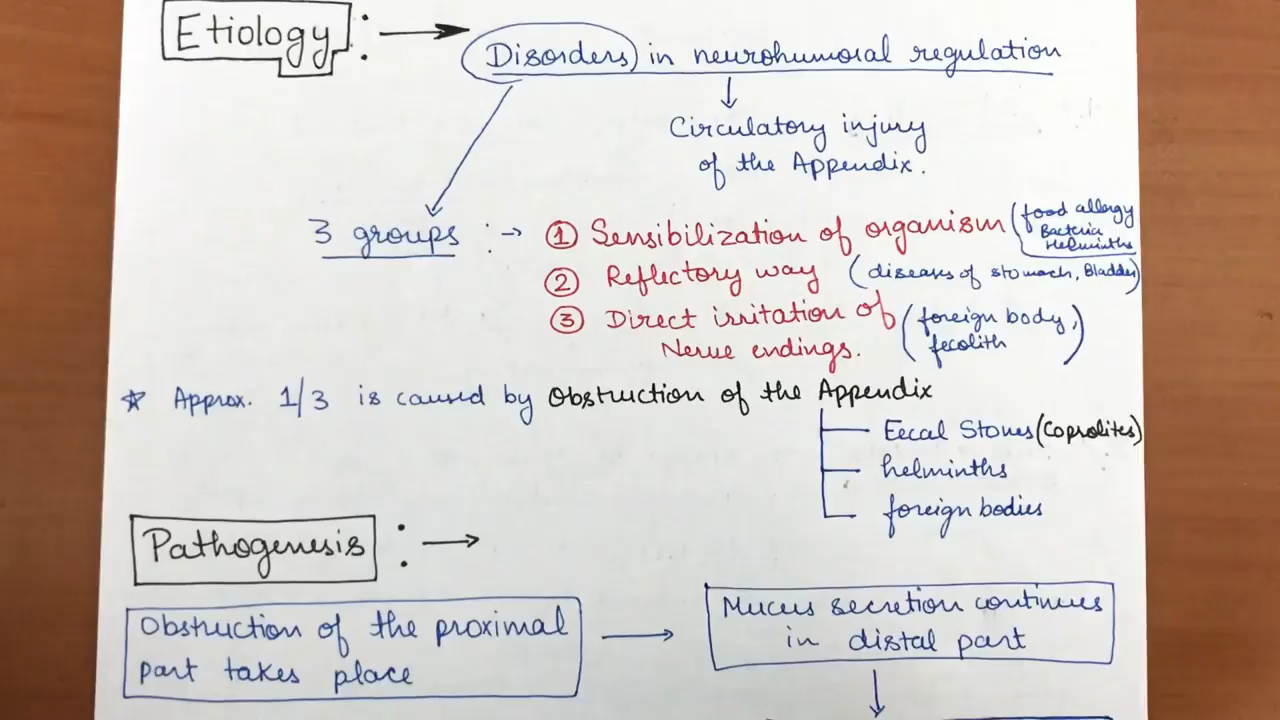 Etiology :
Disorders in neurohumoral regulation
Circulatory injury
of the Appendix.
3 groups :
① Sensibilization of organism (food allergy
Bacteria
Helminths
② Reflectory way (diseases of stomach, Bladder)
③ Direct irritation of (foreign body,
Nerve endings. fecolith)
* Approx. 1/3 is caused by Obstruction of the Appendix
Eecal Stones (Coprolites)
helminths
foreign bodies
Pathogenesis :
Obstruction of the proximal
part takes place
Mucus secretion continues
in distal part